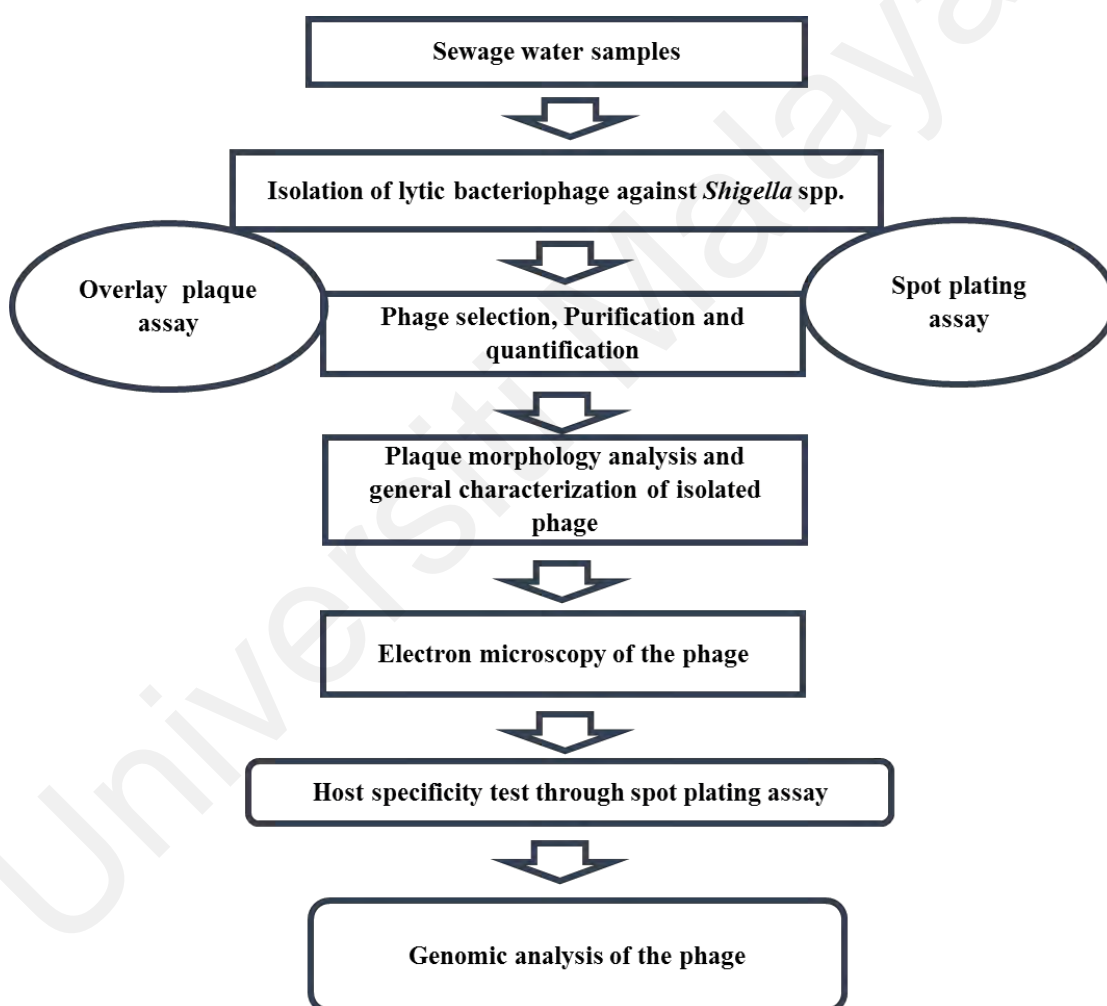 Sewage water samples
Isolation of lytic bacteriophage against Shigella spp.
Overlay plaque
assay
Spot plating
assay
Phage selection, Purification and
quantification
Plaque morphology analysis and
general characterization of isolated
phage
Electron microscopy of the phage
Host specificity test through spot plating assay
Genomic analysis of the phage
Universiti Malaya